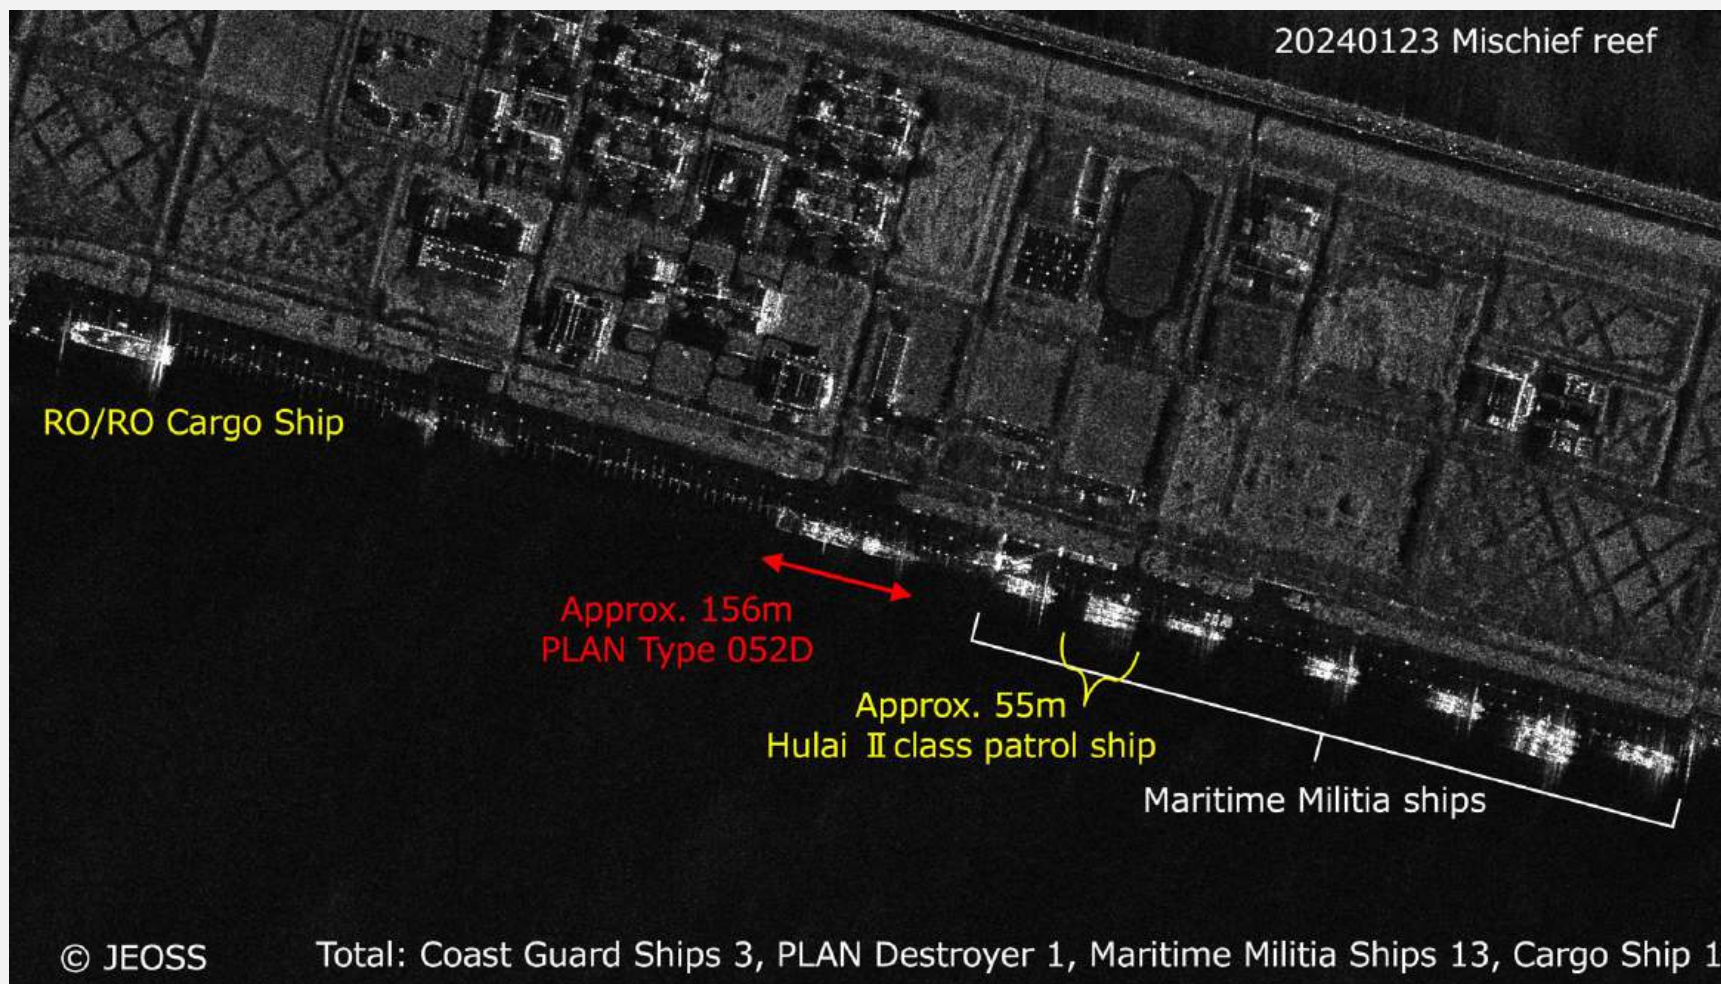 20240123 Mischief reef
RO/RO Cargo Ship
Approx. 156m
PLAN Type 052D
Approx. 55m
Hulai Ⅱ class patrol ship
Maritime Militia ships
© JEOSS
Total: Coast Guard Ships 3, PLAN Destroyer 1, Maritime Militia Ships 13, Cargo Ship 1